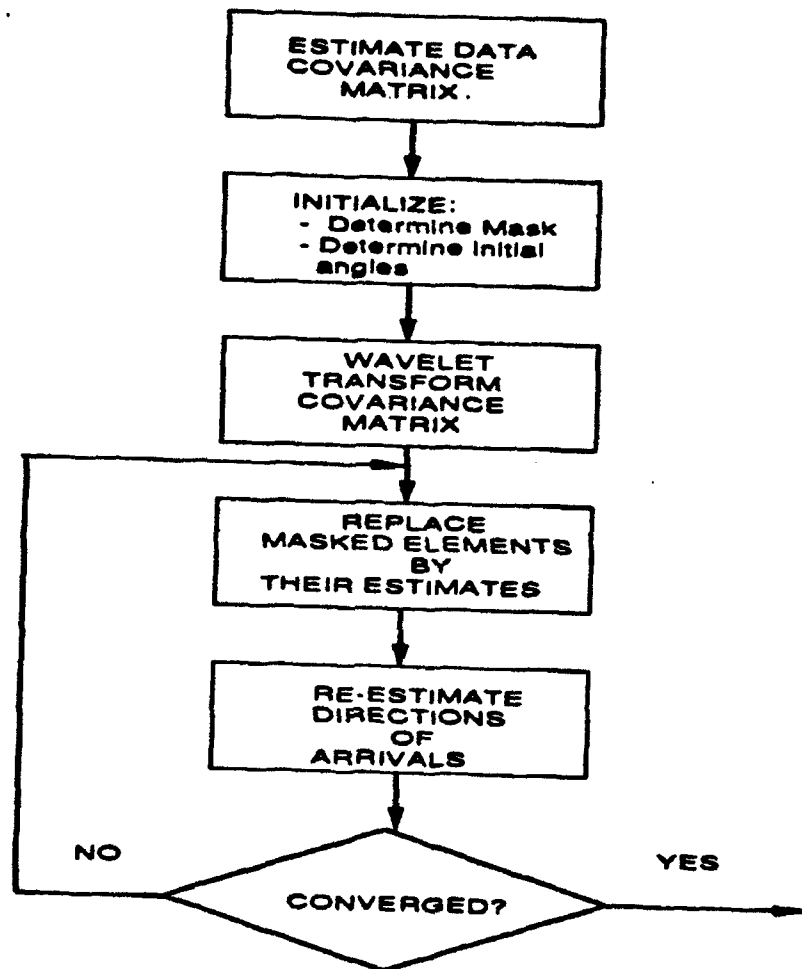 ESTIMATE DATA
COVARIANCE
MATRIX.
INITIALIZE:
- Determine Mask
- Determine Initial
angles
WAVELET
TRANSFORM
COVARIANCE
MATRIX
REPLACE
MASKED ELEMENTS
BY
THEIR ESTIMATES
RE-ESTIMATE
DIRECTIONS
OF
ARRIVALS
NO
YES
CONVERGED?